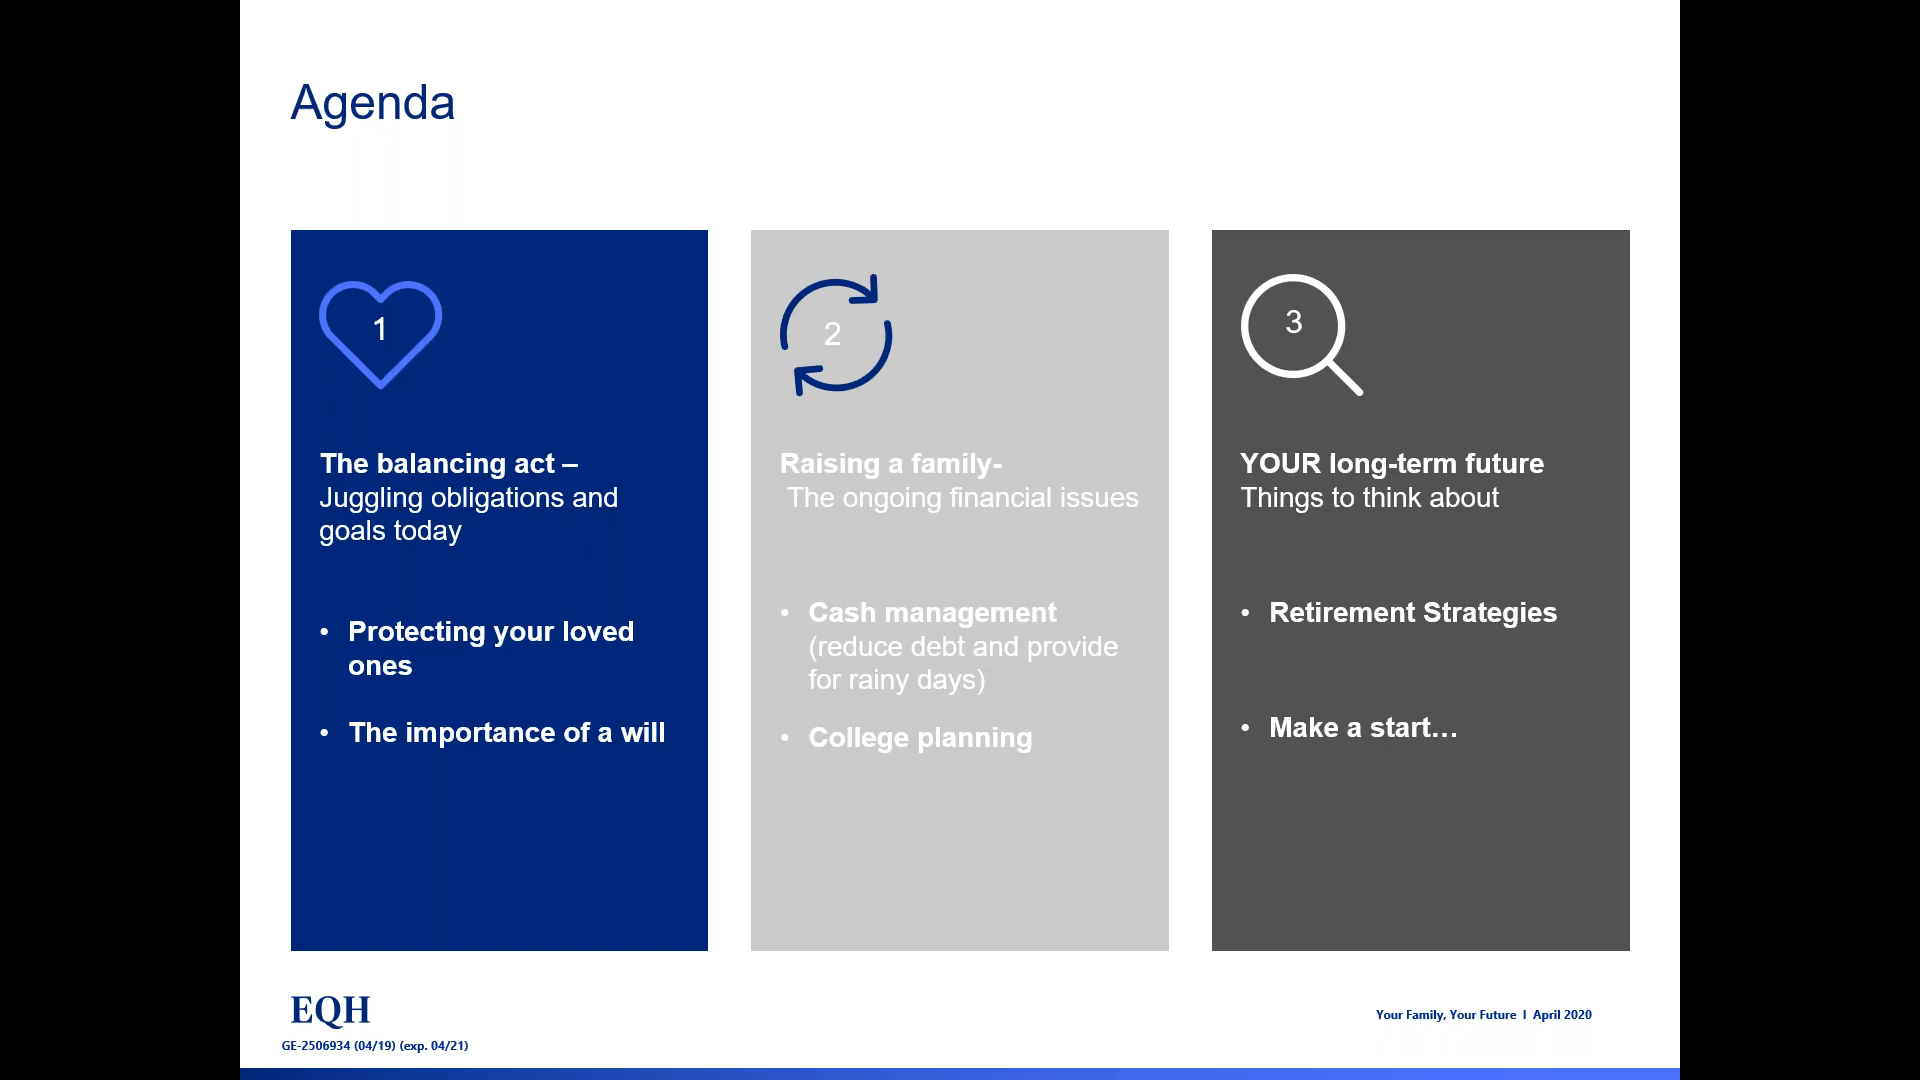 Agenda
1
The balancing act –
Juggling obligations and
goals today
• Protecting your loved
ones
• The importance of a will
2
Raising a family-
The ongoing financial issues
• Cash management
(reduce debt and provide
for rainy days)
• College planning
3
YOUR long-term future
Things to think about
• Retirement Strategies
• Make a start…
EQH
GE-2506934 (04/19) (exp. 04/21)
Your Family, Your Future I April 2020